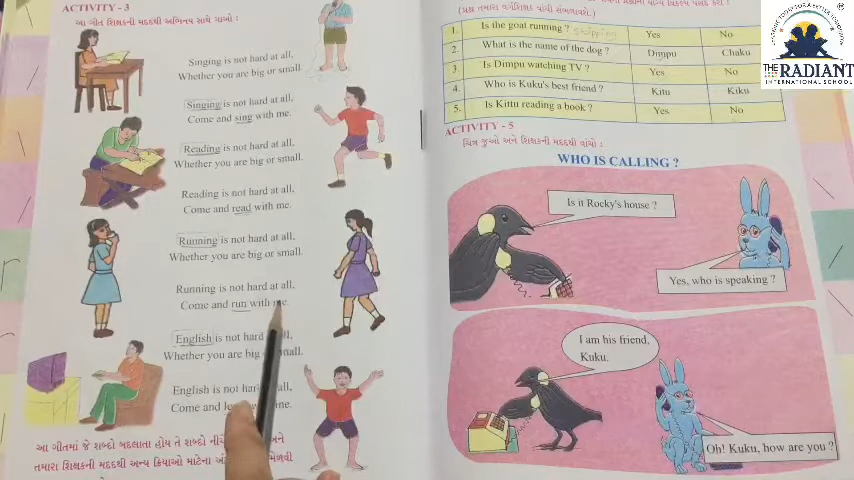 ACTIVITY - 3
આ ગીત શિક્ષકની મદદથી અભિનય સાથે ગાઓ :
Singing is not hard at all,
Whether you are big or small.
Singing is not hard at all,
Come and sing with me.
Reading is not hard at all,
Whether you are big or small.
Reading is not hard at all,
Come and read with me.
Running is not hard at all,
Whether you are big or small.
Running is not hard at all,
Come and run with me.
English is not hard all,
Whether you are big small.
English is not hard all,
Come and
આ ગીતમાં જે શબ્દો બદલાતા હોય તે શબ્દો અને
તમારા શિક્ષકની મદદથી અન્ય ક્રિયાઓ માટેના મેળવી
1. Is the goat running ? Yes No
2. What is the name of the dog ? Dimpu Chaku
3. Is Dimpu watching TV ? Yes No
4. Who is Kuku's best friend ? Kitu Kiku
5. Is Kittu reading a book ? Yes No
ACTIVITY - 5
ચિત્ર જુઓ અને શિક્ષકની મદદથી વાંચો :
WHO IS CALLING ?
Is it Rocky's house ?
Yes, who is speaking ?
I am his friend,
Kuku.
Oh! Kuku, how are you ?
THE RADIANT
INTERNATIONAL SCHOOL